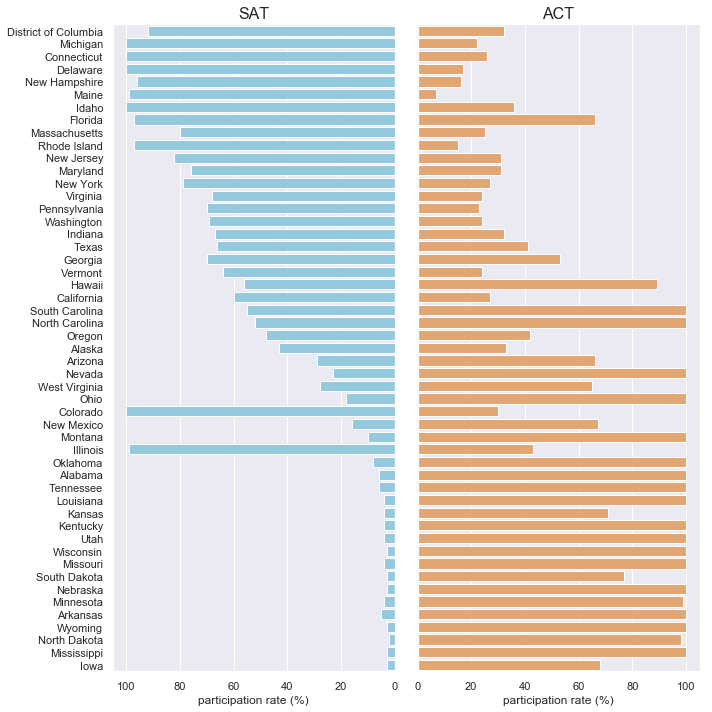 SAT
ACT
District of Columbia
Michigan
Connecticut
Delaware
New Hampshire
Maine
Idaho
Florida
Massachusetts
Rhode Island
New Jersey
Maryland
New York
Virginia
Pennsylvania
Washington
Indiana
Texas
Georgia
Vermont
Hawaii
California
South Carolina
North Carolina
Oregon
Alaska
Arizona
Nevada
West Virginia
Ohio
Colorado
New Mexico
Montana
Illinois
Oklahoma
Alabama
Tennessee
Louisiana
Kansas
Kentucky
Utah
Wisconsin
Missouri
South Dakota
Nebraska
Minnesota
Arkansas
Wyoming
North Dakota
Mississippi
Iowa
100 80 60 40 20 0
0 20 40 60 80 100
participation rate (%)
participation rate (%)